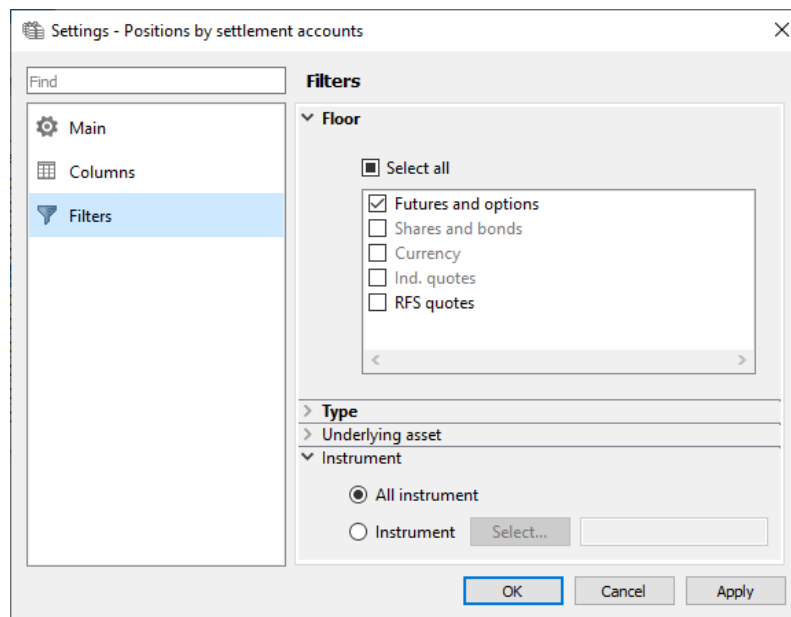 Settings - Positions by settlement accounts
Find
Main
Columns
Filters
Filters
Floor
Select all
Futures and options
Shares and bonds
Currency
Ind. quotes
RFS quotes
Type
Underlying asset
Instrument
All instrument
Instrument Select...
OK Cancel Apply